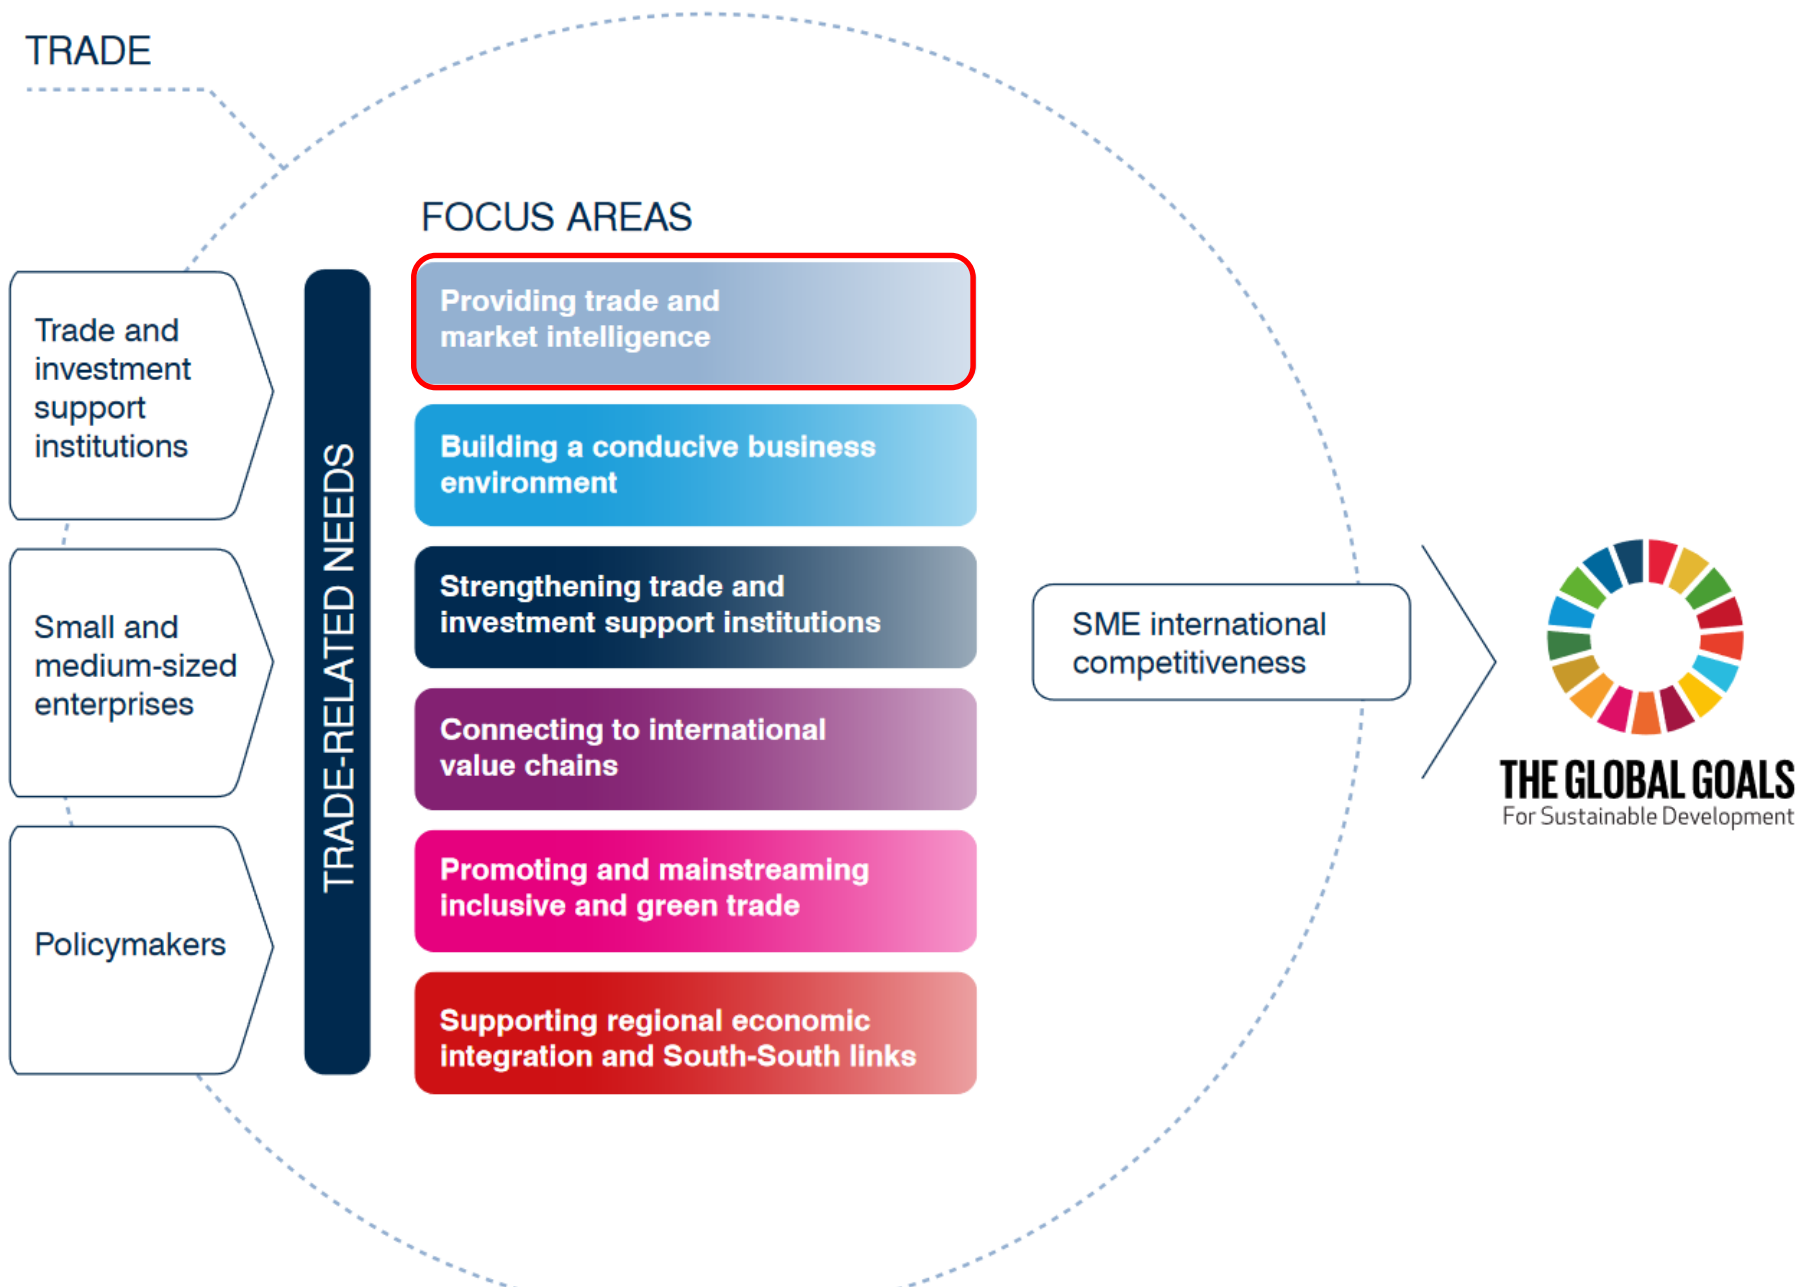 TRADE
FOCUS AREAS
Trade and
investment
support
institutions
Small and
medium-sized
enterprises
Policymakers
TRADE-RELATED NEEDS
Providing trade and
market intelligence
Building a conducive business
environment
Strengthening trade and
investment support institutions
Connecting to international
value chains
Promoting and mainstreaming
inclusive and green trade
Supporting regional economic
integration and South-South links
SME international
competitiveness
THE GLOBAL GOALS
For Sustainable Development